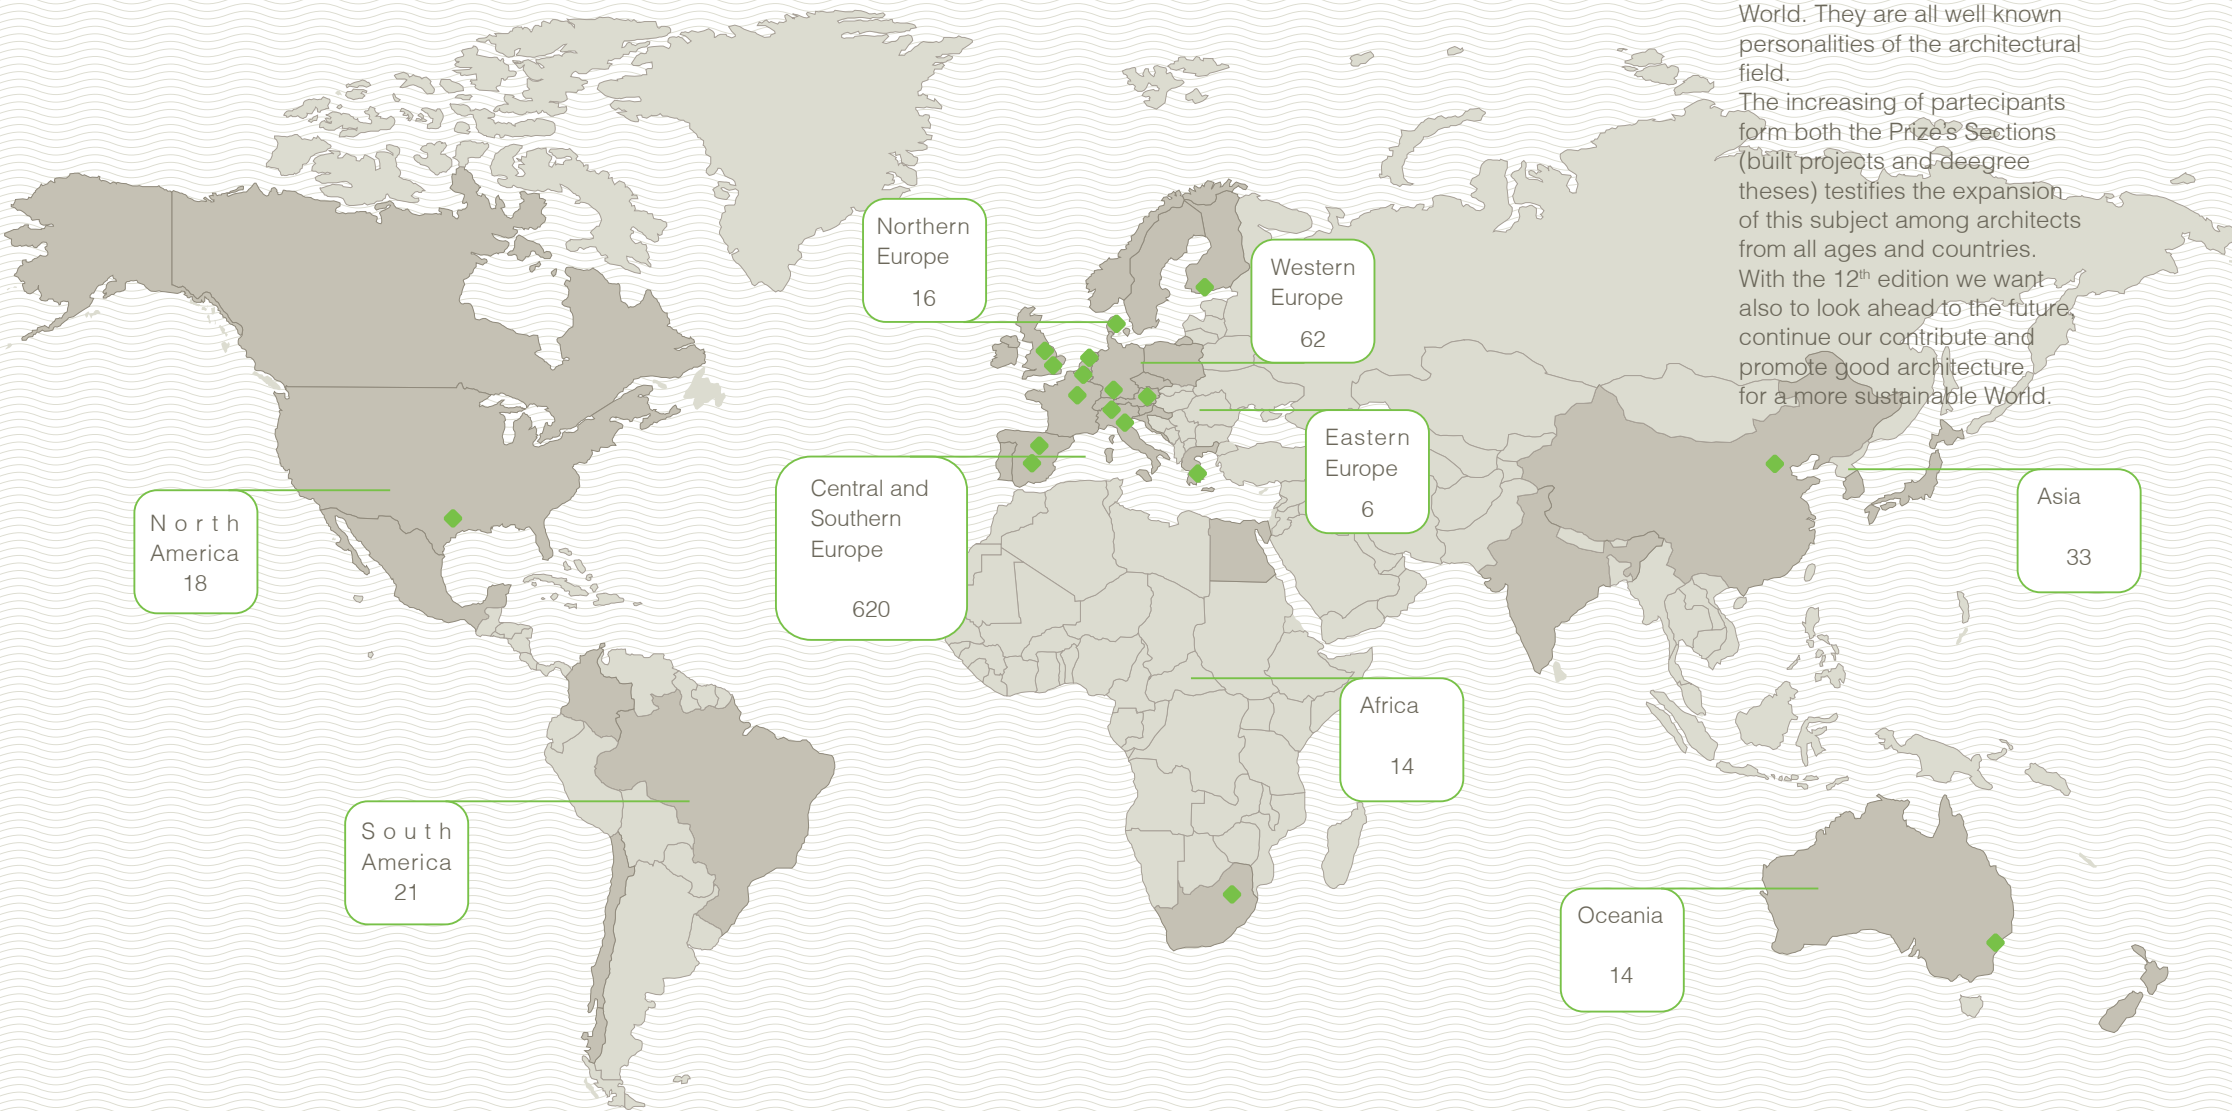 World. They are all well known
personalities of the architectural
field.
The increasing of partecipants
form both the Prize's Sections
(built projects and deegree
theses) testifies the expansion
of this subject among architects
from all ages and countries.
With the 12th edition we want
also to look ahead to the future:
continue our contribute and
promote good architecture
for a more sustainable World.
Northern
Europe
16
Western
Europe
62
Eastern
Europe
6
Central and
Southern
Europe
620
North
America
18
Asia
33
Africa
14
South
America
21
Oceania
14